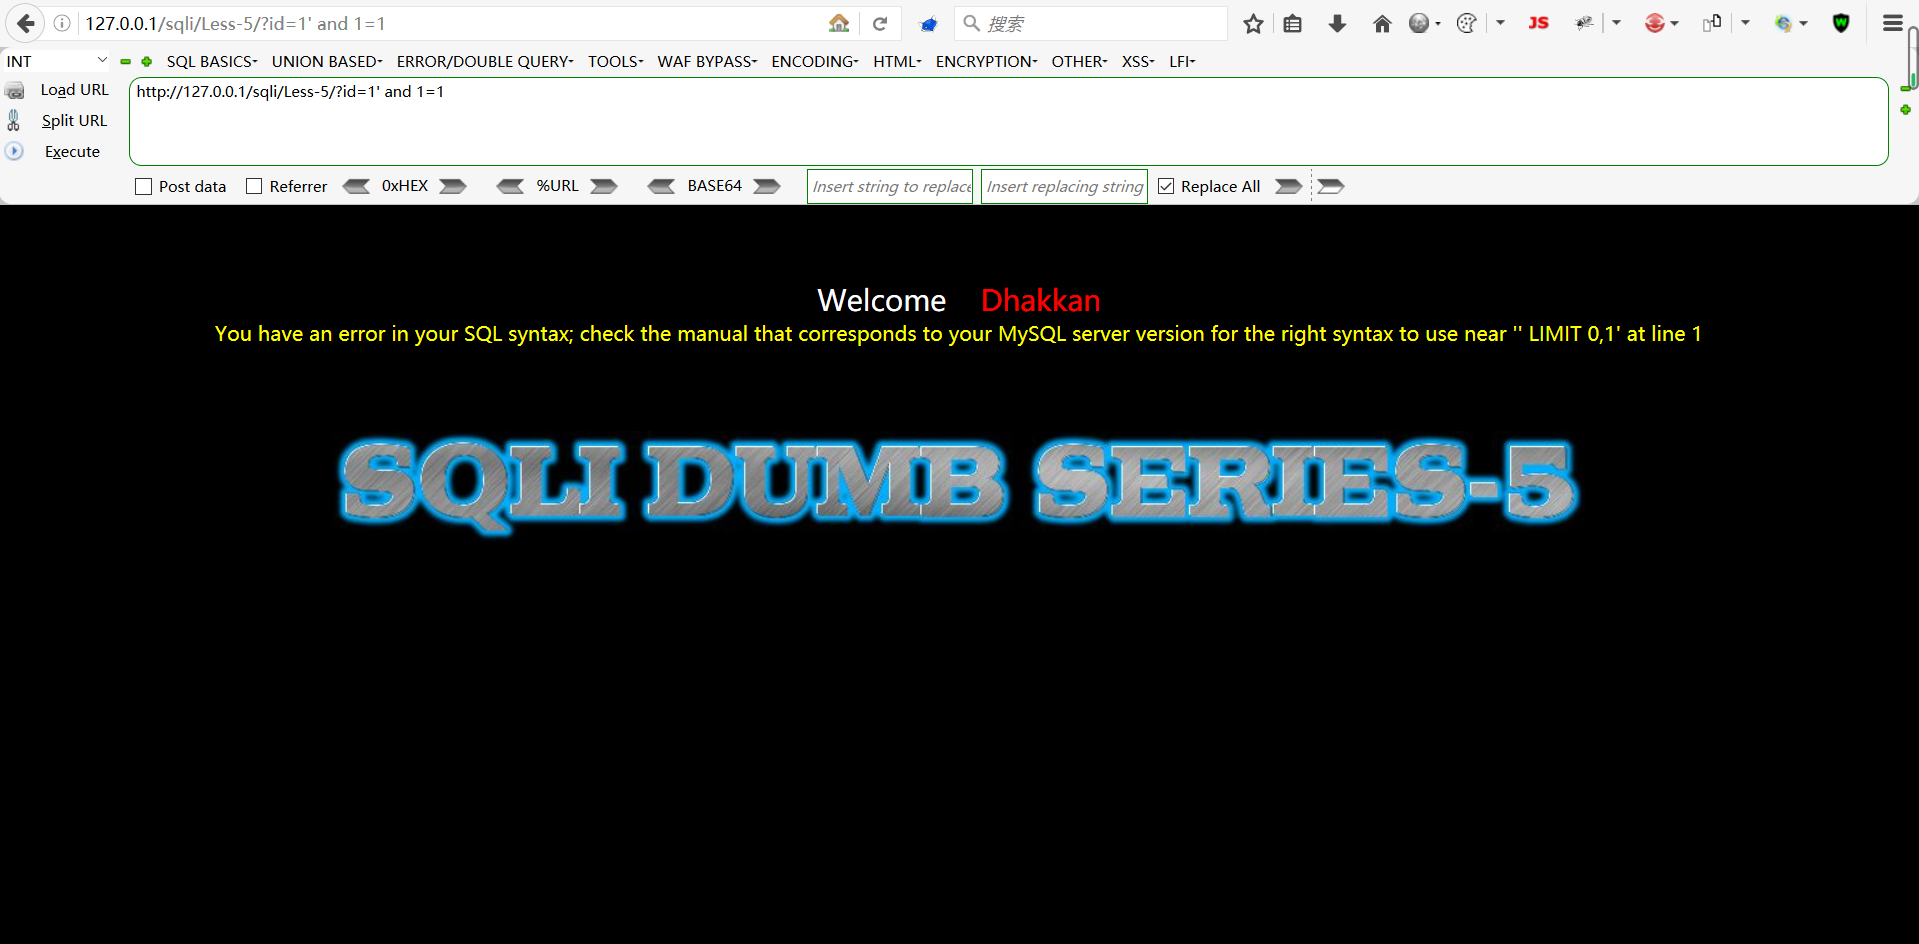 127.0.0.1/sqli/Less-5/?id=1' and 1=1
搜索
JS
W
INT
SQL BASICS
UNION BASED
ERROR/DOUBLE QUERY
TOOLS
WAF BYPASS
ENCODING
HTML
ENCRYPTION
OTHER
XSS
LFI
Load URL
http://127.0.0.1/sqli/Less-5/?id=1' and 1=1
Split URL
Execute
Post data
Referrer
0xHEX
%URL
BASE64
Insert string to replace
Insert replacing string
Replace All
Welcome Dhakkan
You have an error in your SQL syntax; check the manual that corresponds to your MySQL server version for the right syntax to use near '' LIMIT 0,1' at line 1
SQLI DUMB SERIES-5